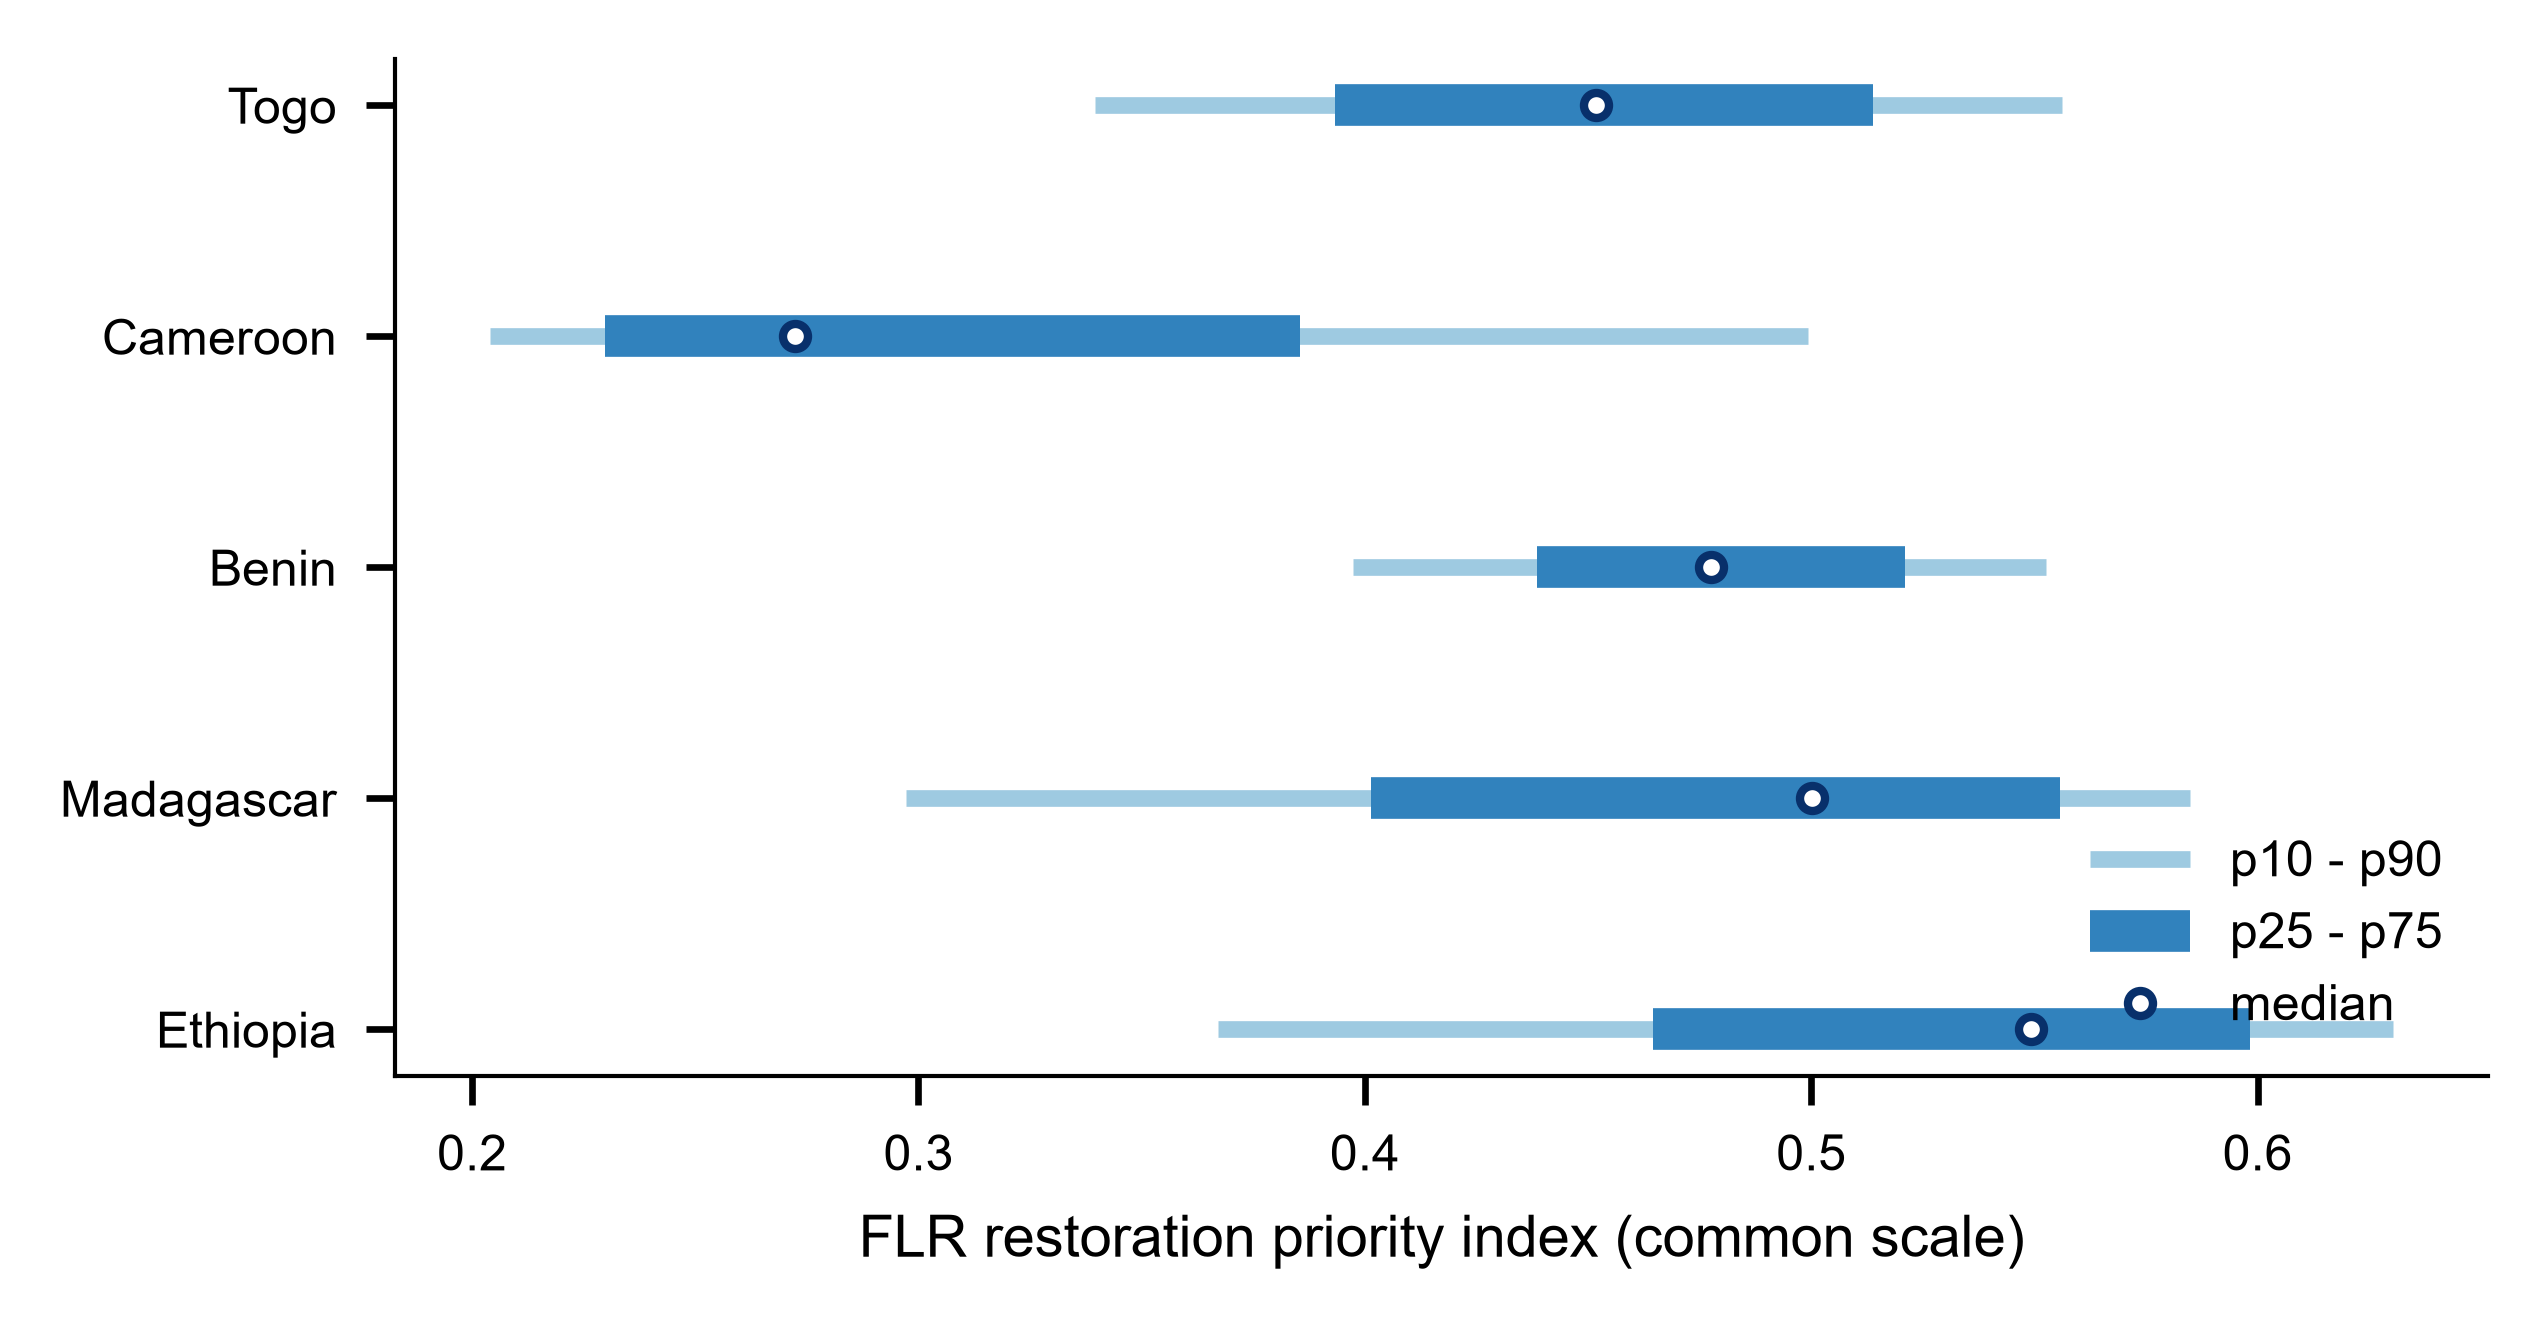 Togo
Cameroon
Benin
Madagascar
p10 - p90
p25 - p75
median
Ethiopia
0.2 0.3 0.4 0.5 0.6
FLR restoration priority index (common scale)